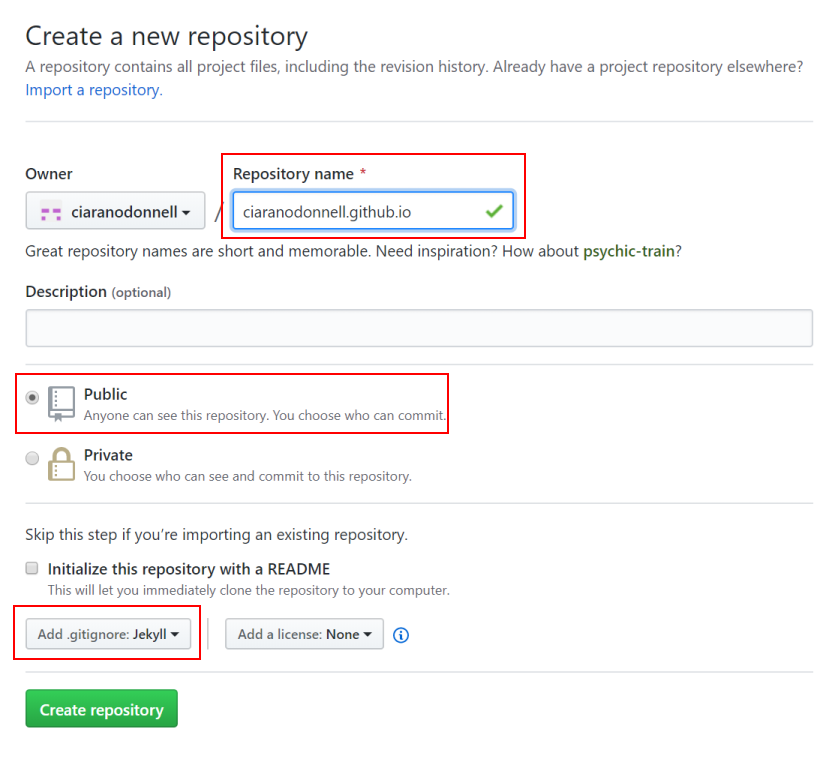 Create a new repository
A repository contains all project files, including the revision history. Already have a project repository elsewhere?
Import a repository.
Owner
Repository name *
ciaranodonnell
/
ciaranodonnell.github.io
Great repository names are short and memorable. Need inspiration? How about psychic-train?
Description (optional)
Public
Anyone can see this repository. You choose who can commit.
Private
You choose who can see and commit to this repository.
Skip this step if you're importing an existing repository.
Initialize this repository with a README
This will let you immediately clone the repository to your computer.
Add .gitignore: Jekyll
Add a license: None
Create repository